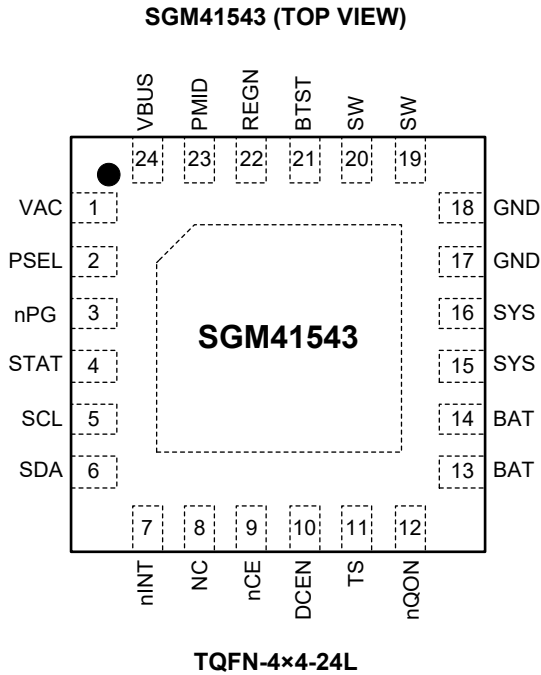 SGM41543 (TOP VIEW)
VBUS
PMID
REGN
BTST
SW
SW
24
23
22
21
20
19
VAC 1
PSEL 2
nPG 3
STAT 4
SCL 5
SDA 6
SGM41543
18 GND
17 GND
16 SYS
15 SYS
14 BAT
13 BAT
7
8
9
10
11
12
nINT
NC
nCE
DCEN
TS
nQON
TQFN-4×4-24L